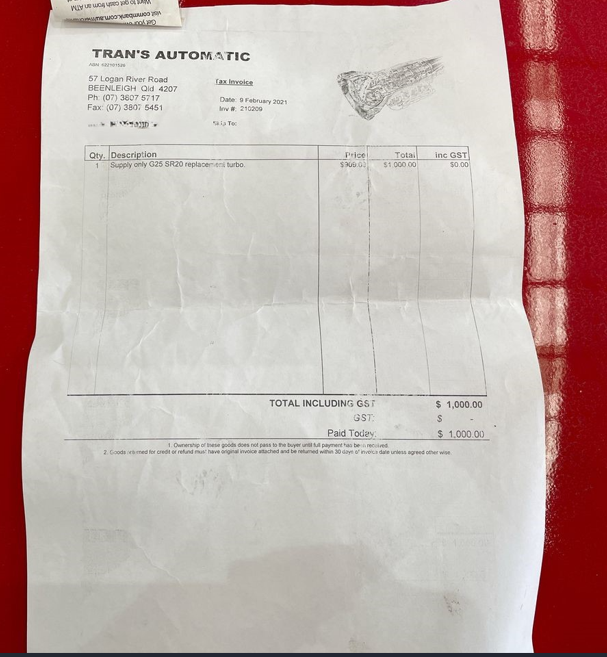 TRAN'S AUTOMATIC
57 Logan River Road
BEENLEIGH Qld 4207
Ph: (07) 3807 5717
Fax: (07) 3807 5451
Tax Invoice
Date: 9 February 2021
Inv #: 210209
Ship To:
Qty. Description Price Total inc GST
1 Supply only G25 SR20 replacement turbo. $1,000.00 $0.00
TOTAL INCLUDING GST $ 1,000.00
GST: $ -
Paid Today: $ 1,000.00
1. Ownership of these goods does not pass to the buyer until full payment has been received.
2. Goods returned for credit or refund must have original invoice attached and be returned within 30 days of invoice date unless agreed other wise.